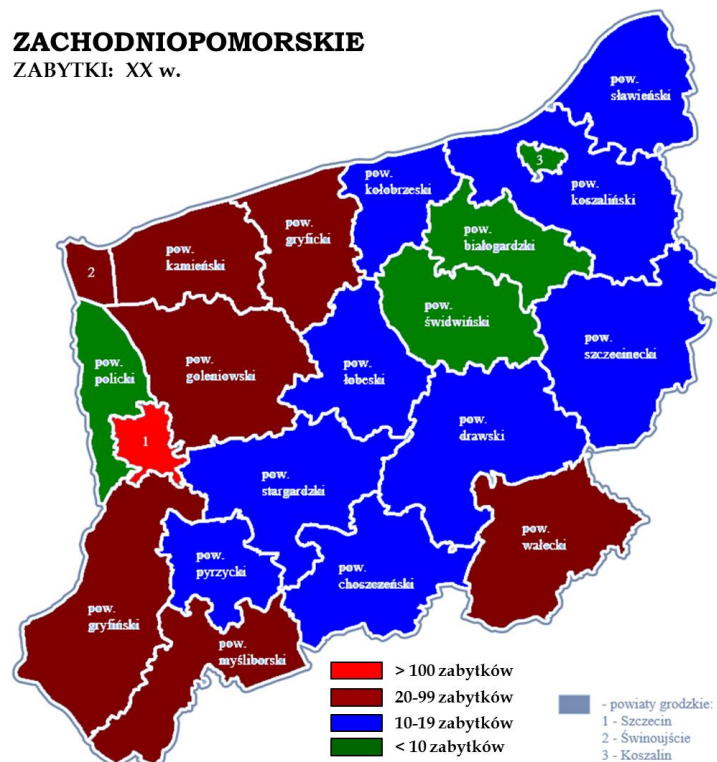 ZACHODNIOPOMORSKIE
ZABYTKI: XX w.
pow.
sławieński
3
pow.
kołobrzeski
pow.
koszaliński
pow.
gryficki
pow.
białogardzki
pow.
kamieński
2
pow.
świdwiński
pow.
szczecinecki
pow.
policki
pow.
goleniowski
pow.
łobeski
pow.
drawski
1
pow.
stargardzki
pow.
wałecki
pow.
pyrzycki
pow.
choszczeński
pow.
gryfiński
pow.
myśliborski
> 100 zabytków
20-99 zabytków
10-19 zabytków
< 10 zabytków
- powiaty grodzkie:
1 - Szczecin
2 - Świnoujście
3 - Koszalin